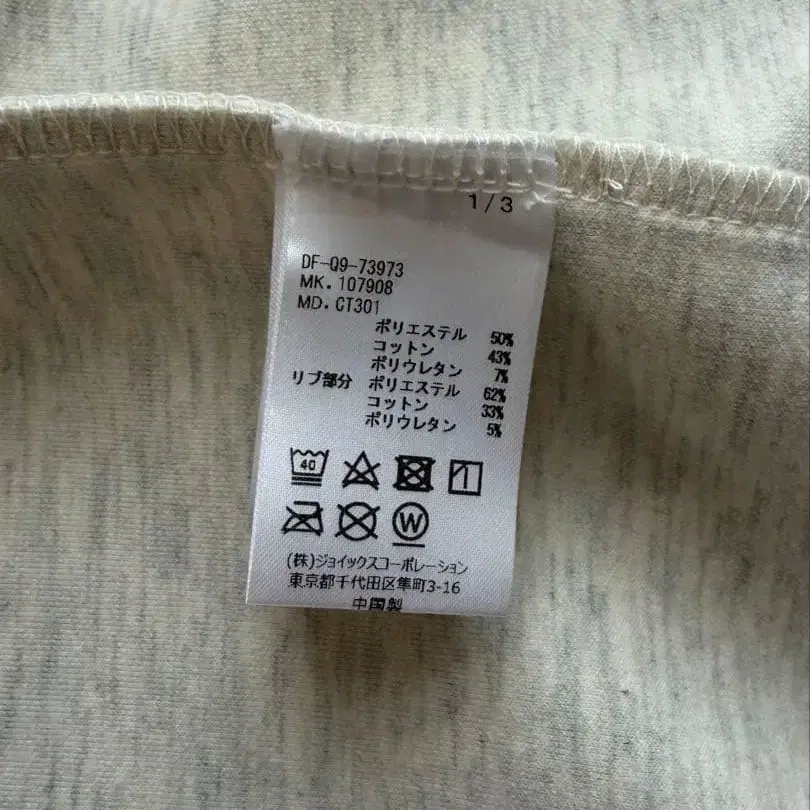 1/3
DF-Q9-73973
MK. 107908
MD. CT301
ポリエステル 50%
コットン 43%
ポリウレタン 7%
リブ部分 ポリエステル 62%
コットン 33%
ポリウレタン 5%
40
W
(株)ジョイックスコーポレーション
東京都千代田区隼町3-16
中国製